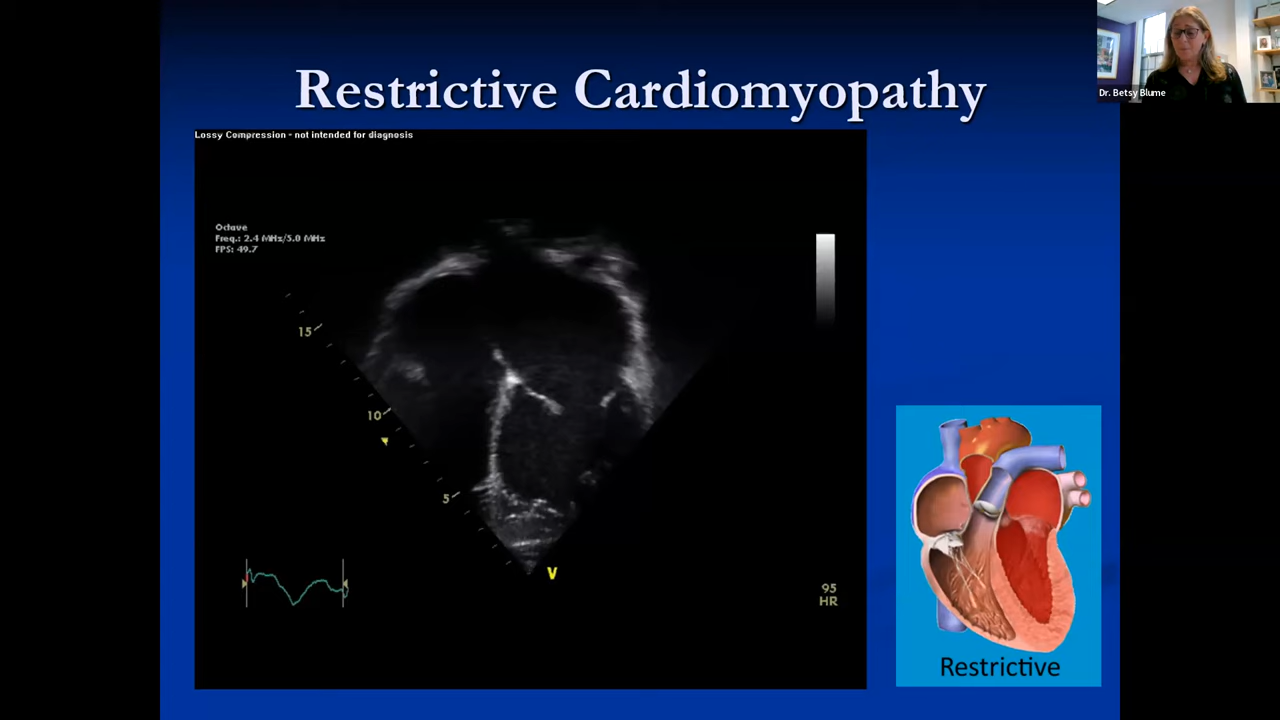 Restrictive Cardiomyopathy
Dr. Betsy Blume
Lossy Compression - not intended for diagnosis
Octave
Freq.: 2.4 MHz/5.0 MHz
FPS: 49.7
15
10
5
V
95
HR
Restrictive